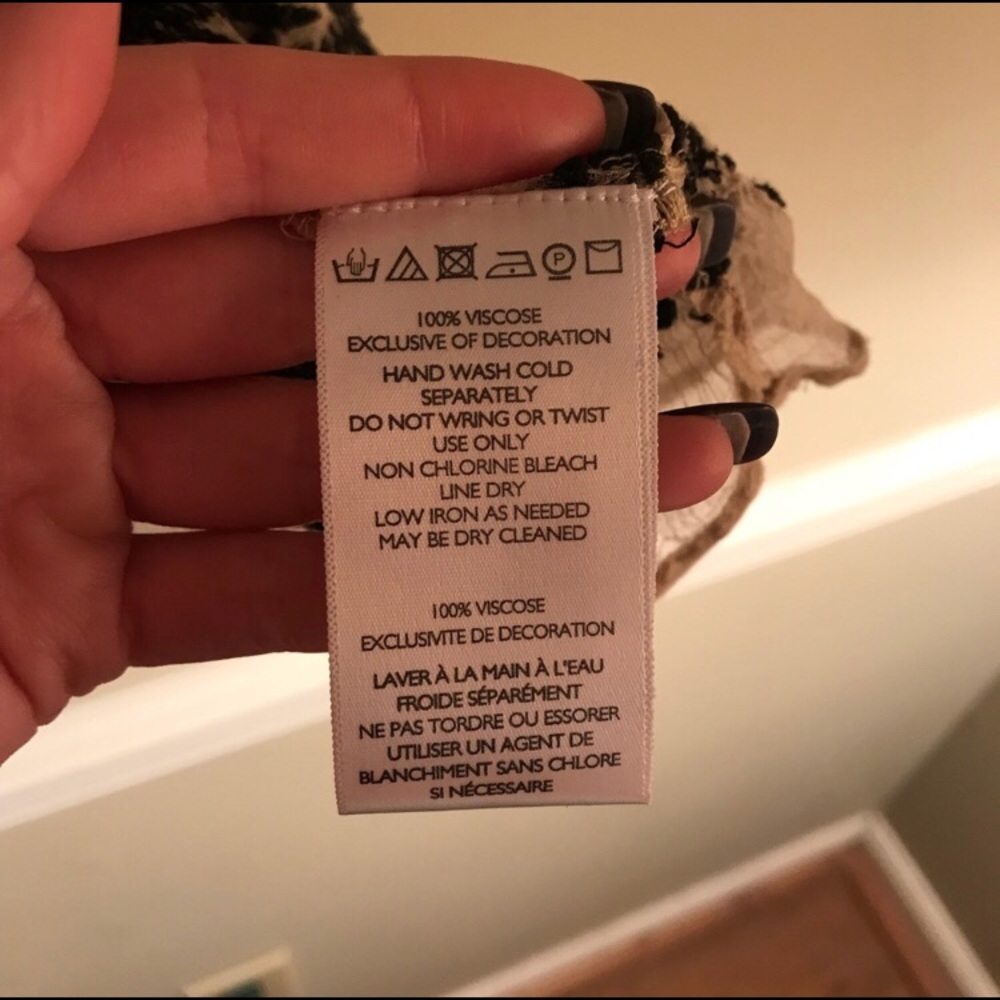 P
100% VISCOSE
EXCLUSIVE OF DECORATION
HAND WASH COLD
SEPARATELY
DO NOT WRING OR TWIST
USE ONLY
NON CHLORINE BLEACH
LINE DRY
LOW IRON AS NEEDED
MAY BE DRY CLEANED
100% VISCOSE
EXCLUSIVITE DE DECORATION
LAVER À LA MAIN À L'EAU
FROIDE SÉPARÉMENT
NE PAS TORDRE OU ESSORER
UTILISER UN AGENT DE
BLANCHIMENT SANS CHLORE
SI NÉCESSAIRE